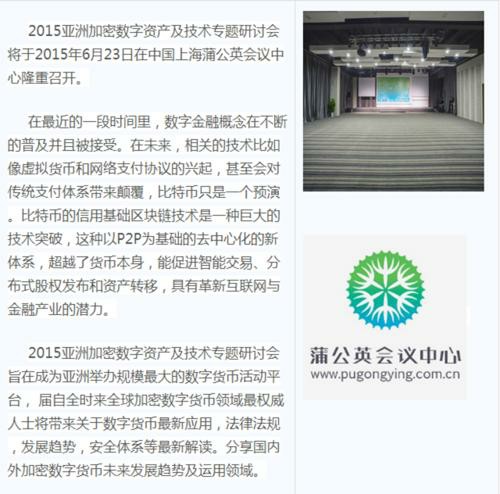 2015亚洲加密数字资产及技术专题研讨会
将于2015年6月23日在中国上海蒲公英会议中
心隆重召开。
在最近的一段时间里，数字金融概念在不断
的普及并且被接受。在未来，相关的技术比如
像虚拟货币和网络支付协议的兴起，甚至会对
传统支付体系带来颠覆，比特币只是一个预演
。比特币的信用基础区块链技术是一种巨大的
技术突破，这种以P2P为基础的去中心化的新
体系，超越了货币本身，能促进智能交易、分
布式股权发布和资产转移，具有革新互联网与
金融产业的潜力。
2015亚洲加密数字资产及技术专题研讨会
旨在成为亚洲举办规模最大的数字货币活动平
台， 届自全时来全球加密数字货币领域最权威
人士将带来关于数字货币最新应用，法律法规
，发展趋势，安全体系等最新解读。分享国内
外加密数字货币未来发展趋势及运用领域。
蒲公英会议中心
www.pugongying.com.cn